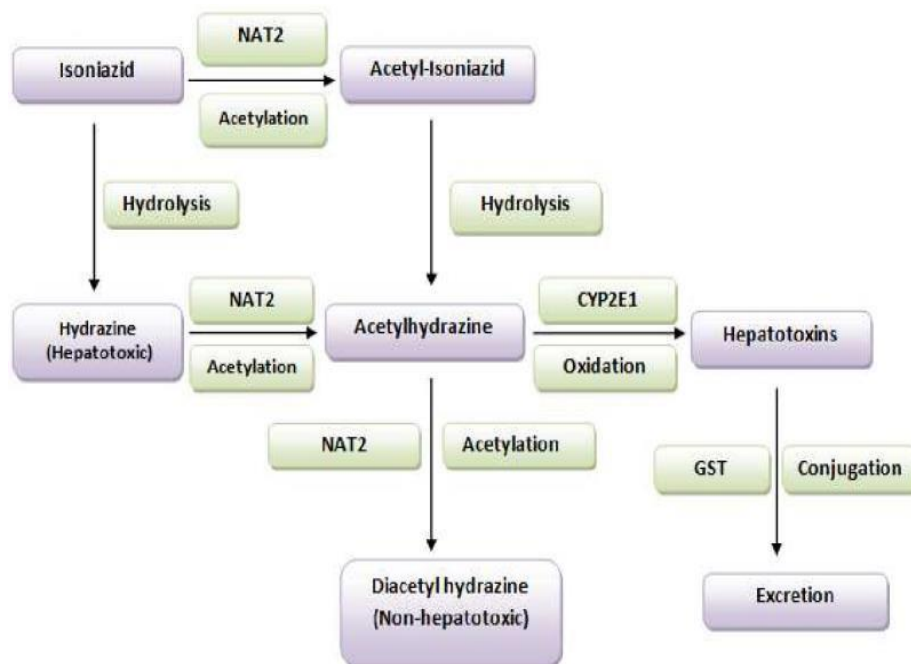 NAT2
Isoniazid
Acetyl-Isoniazid
Acetylation
Hydrolysis
Hydrolysis
NAT2
CYP2E1
Hydrazine
(Hepatotoxic)
Acetylhydrazine
Hepatotoxins
Acetylation
Oxidation
NAT2
Acetylation
GST
Conjugation
Diacetyl hydrazine
(Non-hepatotoxic)
Excretion